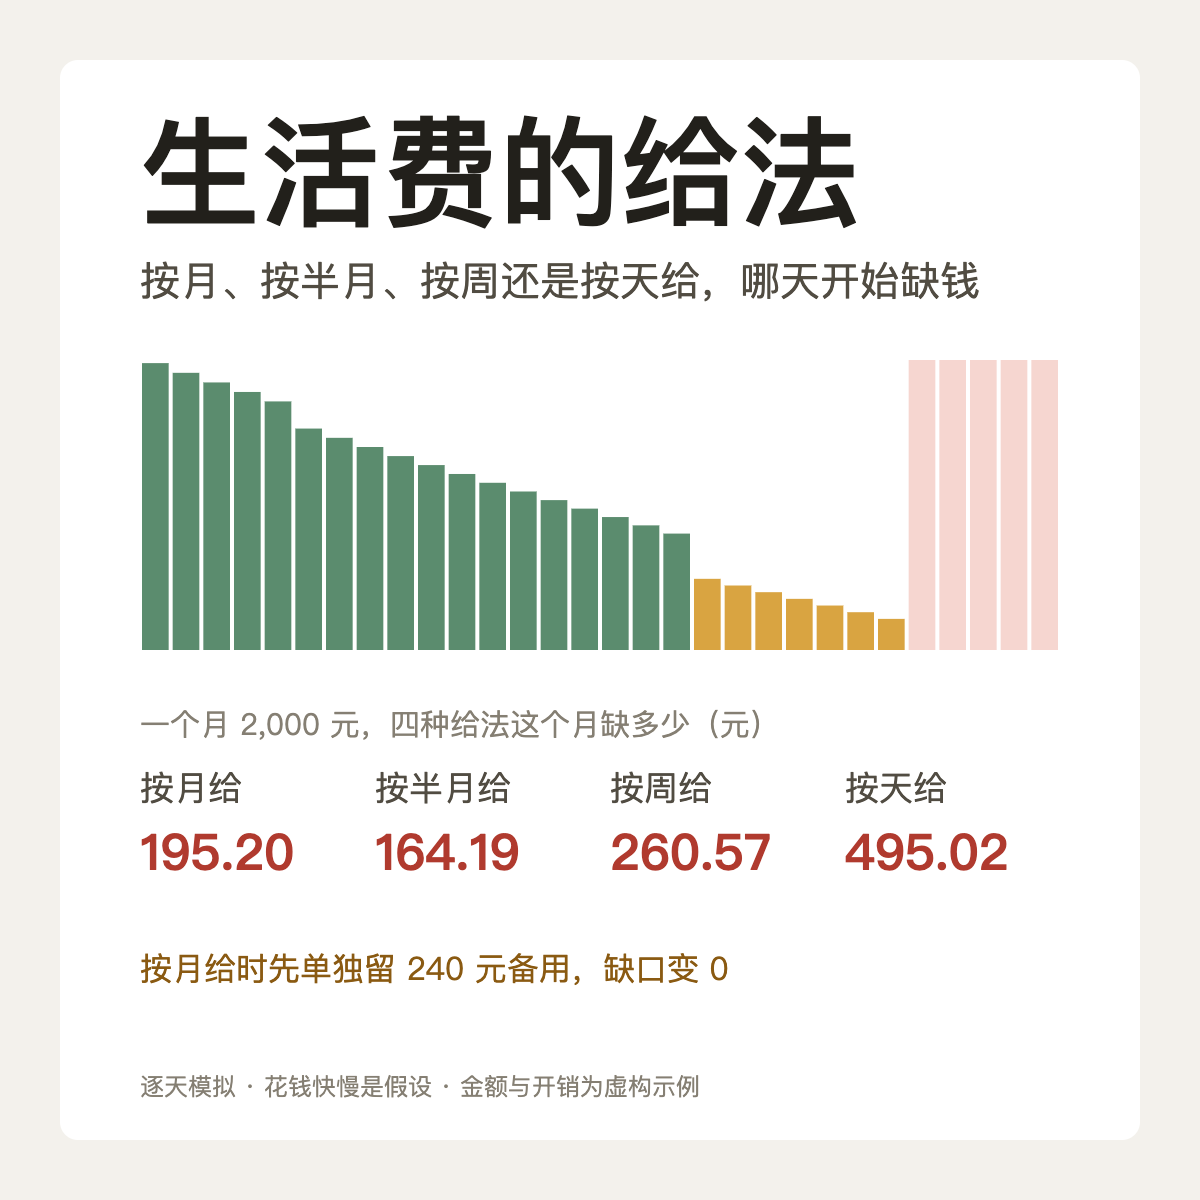 生活费的给法
按月、按半月、按周还是按天给，哪天开始缺钱
一个月 2,000 元，四种给法这个月缺多少（元）
按月给 按半月给 按周给 按天给
195.20 164.19 260.57 495.02
按月给时先单独留 240 元备用，缺口变 0
逐天模拟 · 花钱快慢是假设 · 金额与开销为虚构示例